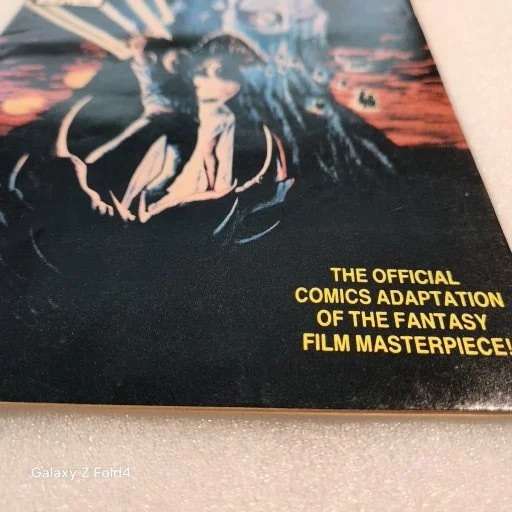 THE OFFICIAL
COMICS ADAPTATION
OF THE FANTASY
FILM MASTERPIECE!
Galaxy Z Fold4